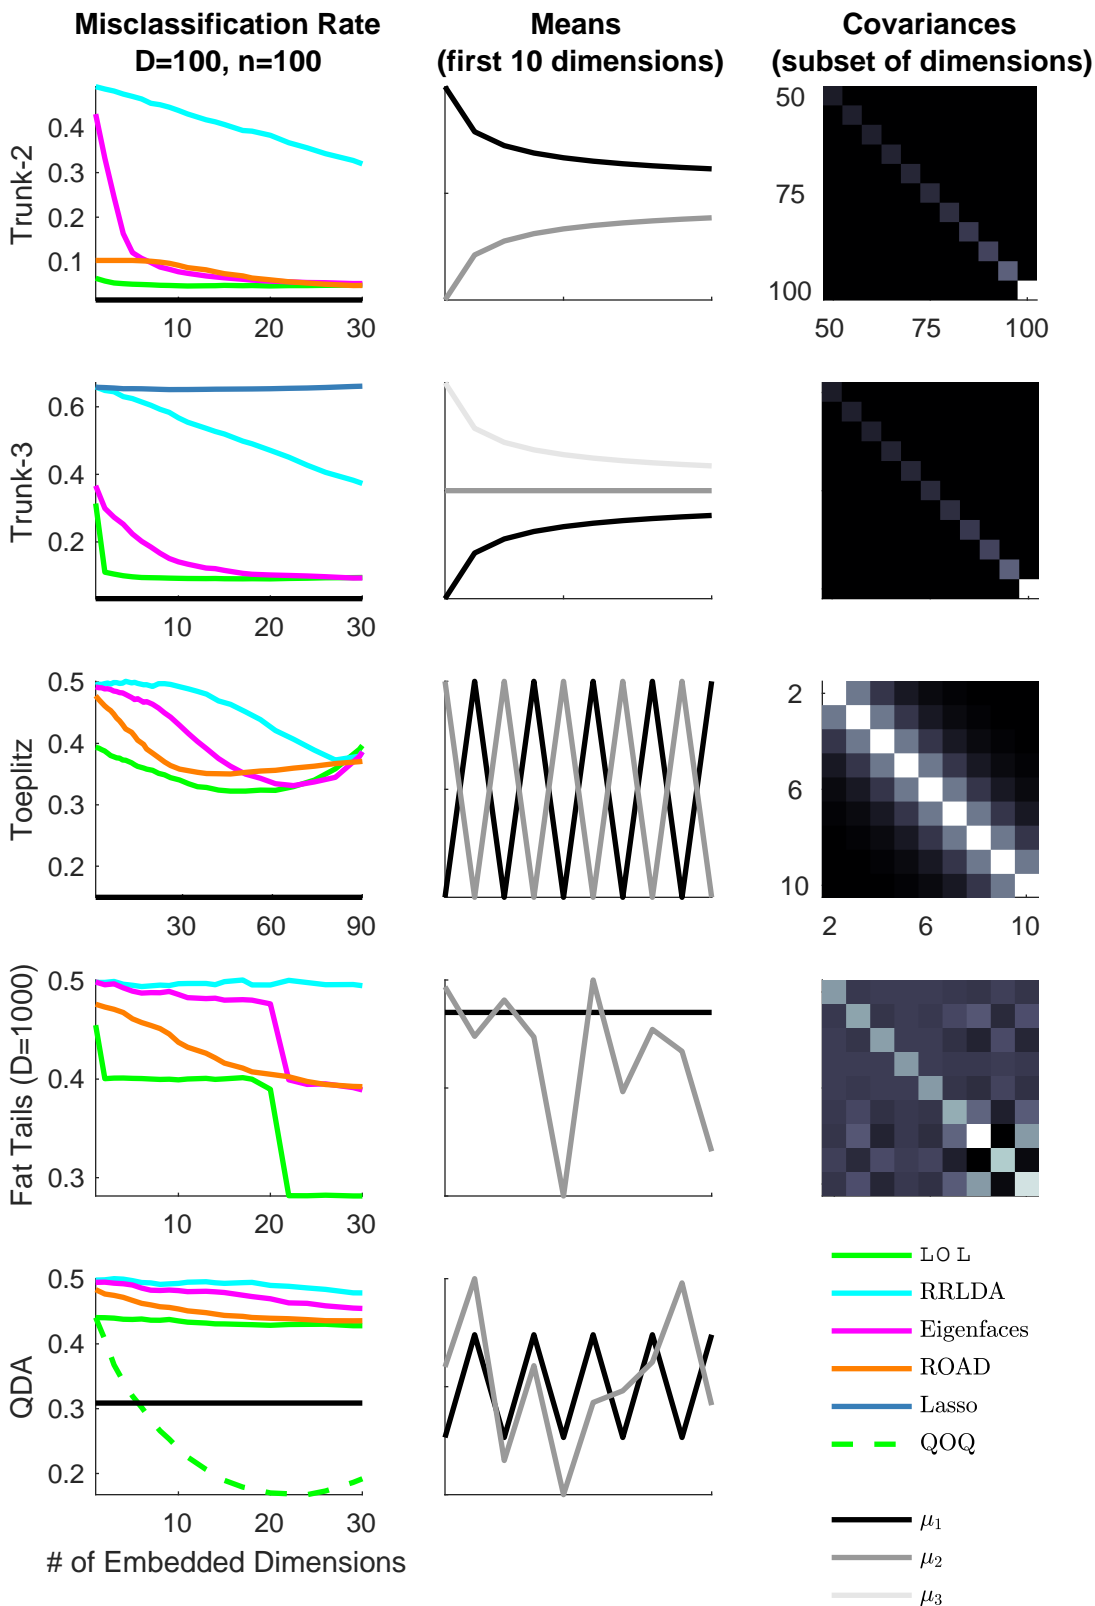 Misclassification Rate
D=100, n=100
Means
(first 10 dimensions)
Covariances
(subset of dimensions)
Trunk-2
0.4
0.3
0.2
0.1
10 20 30
50
75
100
50 75 100
Trunk-3
0.6
0.4
0.2
10 20 30
Toeplitz
0.5
0.4
0.3
0.2
30 60 90
2
6
10
2 6 10
Fat Tails (D=1000)
0.5
0.4
0.3
10 20 30
QDA
0.5
0.4
0.3
0.2
10 20 30
# of Embedded Dimensions
LOL
RRLDA
Eigenfaces
ROAD
Lasso
QOQ
μ₁
μ₂
μ₃